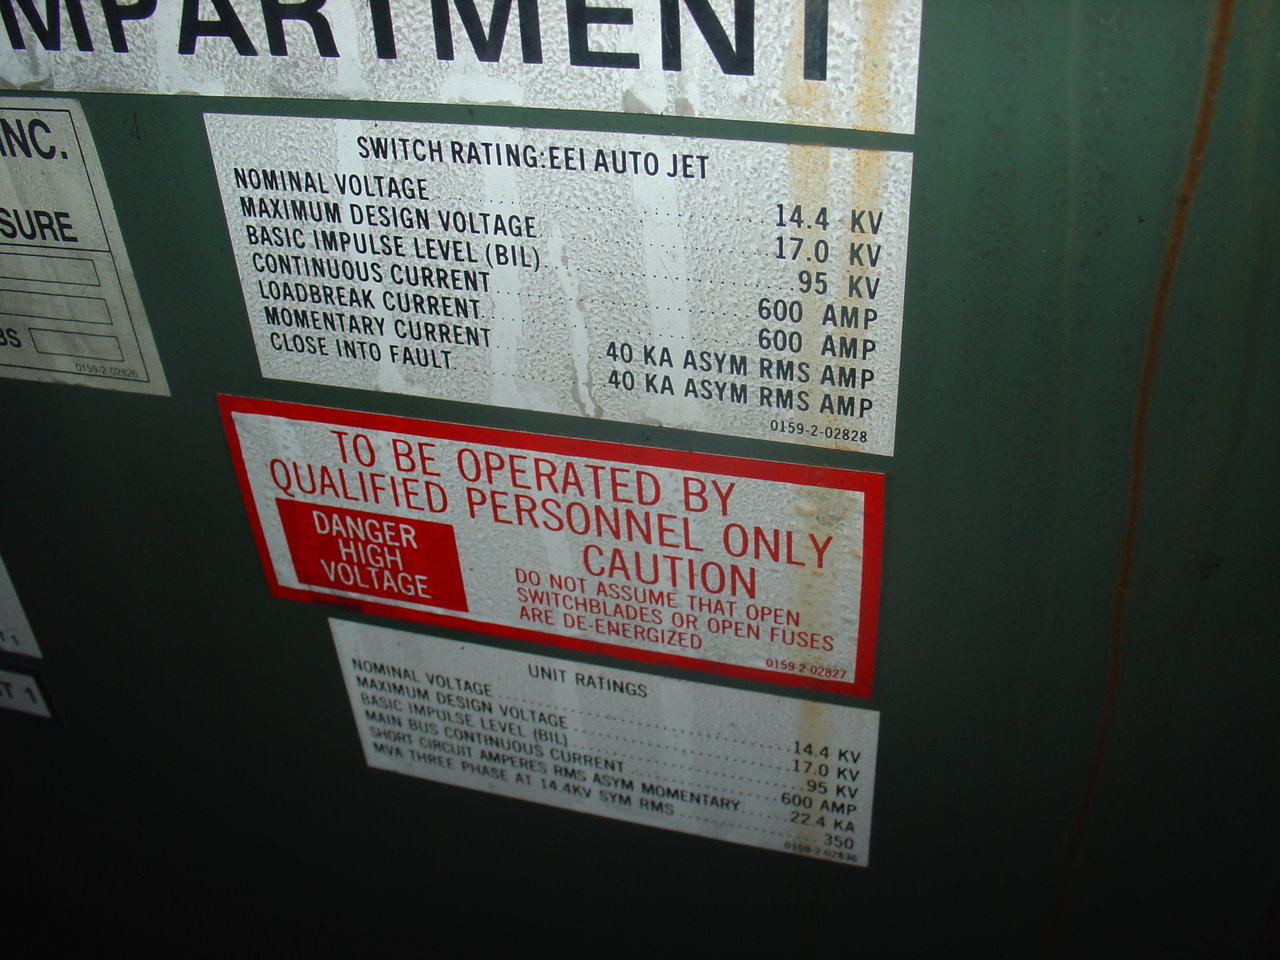 MPARTMENT
INC.
SURE
BS
0159-2-02826
SWITCH RATING: EEI AUTO JET
NOMINAL VOLTAGE 14.4 KV
MAXIMUM DESIGN VOLTAGE 17.0 KV
BASIC IMPULSE LEVEL (BIL) 95 KV
CONTINUOUS CURRENT 600 AMP
LOADBREAK CURRENT 600 AMP
MOMENTARY CURRENT 40 KA ASYM RMS AMP
CLOSE INTO FAULT 40 KA ASYM RMS AMP
0159-2-02828
TO BE OPERATED BY
QUALIFIED PERSONNEL ONLY
DANGER
HIGH
VOLTAGE
CAUTION
DO NOT ASSUME THAT OPEN
SWITCHBLADES OR OPEN FUSES
ARE DE-ENERGIZED
0159-2-02827
UNIT RATINGS
NOMINAL VOLTAGE 14.4 KV
MAXIMUM DESIGN VOLTAGE 17.0 KV
BASIC IMPULSE LEVEL (BIL) 95 KV
MAIN BUS CONTINUOUS CURRENT 600 AMP
SHORT CIRCUIT AMPERES RMS ASYM MOMENTARY 22.4 KA
MVA THREE PHASE AT 14.4KV SYM RMS 350
0159-2-02836
ST 1